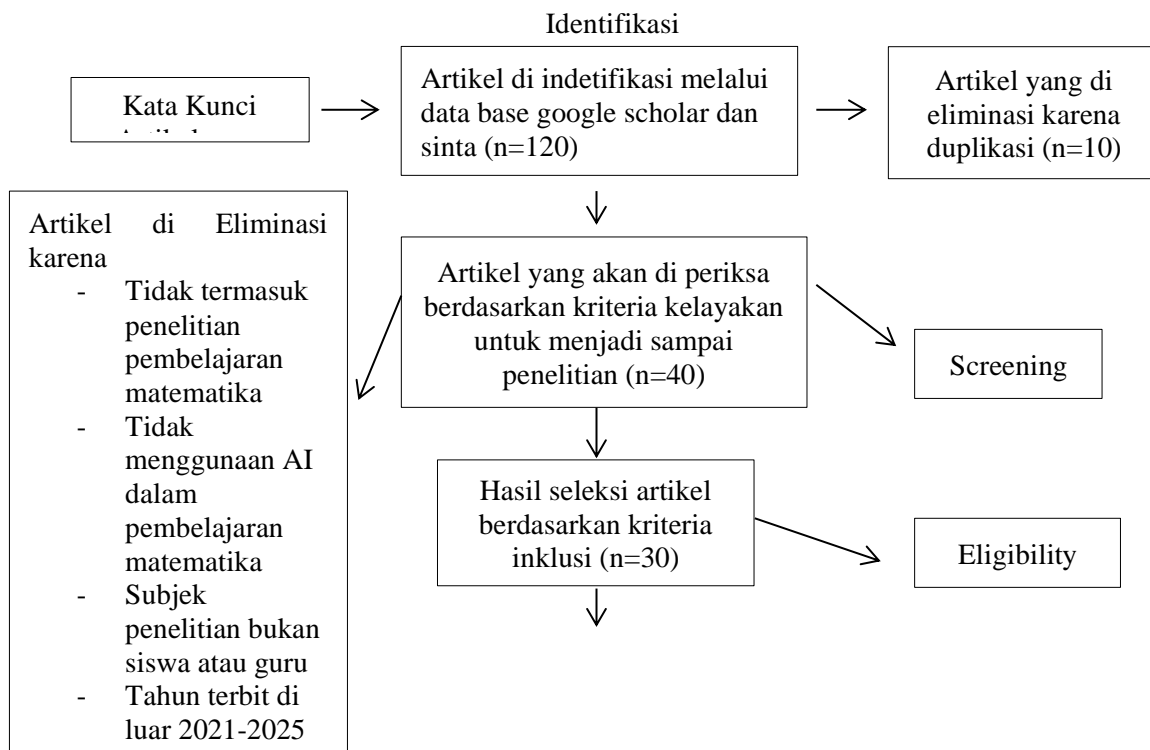 Identifikasi
Kata Kunci
Artikel di indetifikasi melalui
data base google scholar dan
sinta (n=120)
Artikel yang di
eliminasi karena
duplikasi (n=10)
Artikel di Eliminasi
karena
- Tidak termasuk
penelitian
pembelajaran
matematika
- Tidak
menggunaan AI
dalam
pembelajaran
matematika
- Subjek
penelitian bukan
siswa atau guru
- Tahun terbit di
luar 2021-2025
Artikel yang akan di periksa
berdasarkan kriteria kelayakan
untuk menjadi sampai
penelitian (n=40)
Screening
Hasil seleksi artikel
berdasarkan kriteria
inklusi (n=30)
Eligibility